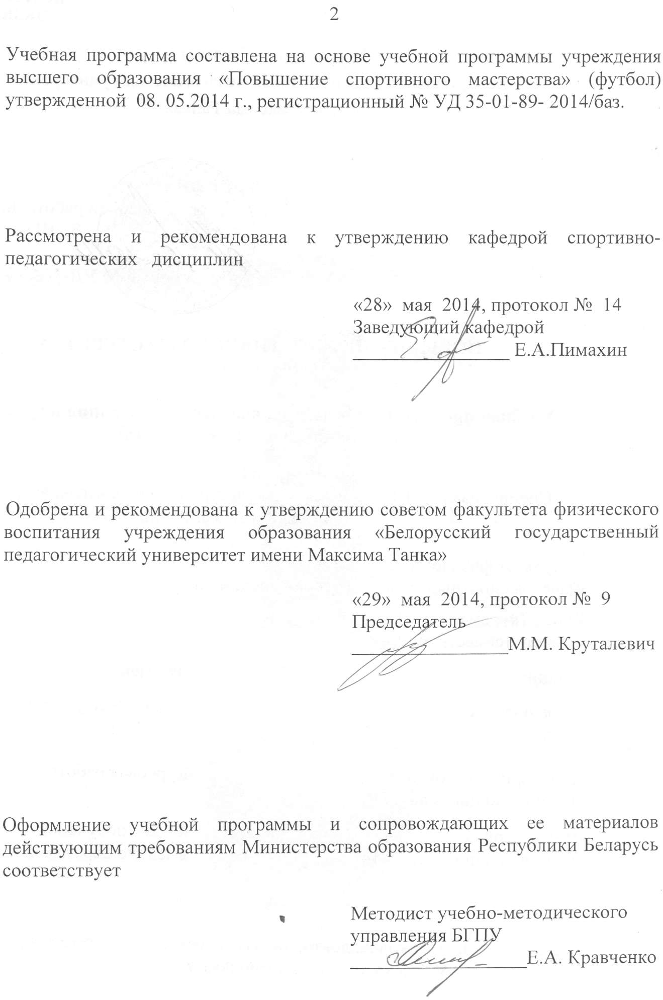 2
Учебная программа составлена на основе учебной программы учреждения
высшего образования «Повышение спортивного мастерства» (футбол)
утвержденной 08. 05.2014 г., регистрационный № УД 35-01-89- 2014/баз.
Рассмотрена и рекомендована к утверждению кафедрой спортивно-
педагогических дисциплин
«28» мая 2014, протокол № 14
Заведующий кафедрой
________________ Е.А.Пимахин
Одобрена и рекомендована к утверждению советом факультета физического
воспитания учреждения образования «Белорусский государственный
педагогический университет имени Максима Танка»
«29» мая 2014, протокол № 9
Председатель
________________М.М. Круталевич
Оформление учебной программы и сопровождающих ее материалов
действующим требованиям Министерства образования Республики Беларусь
соответствует
Методист учебно-методического
управления БГПУ
__________________Е.А. Кравченко